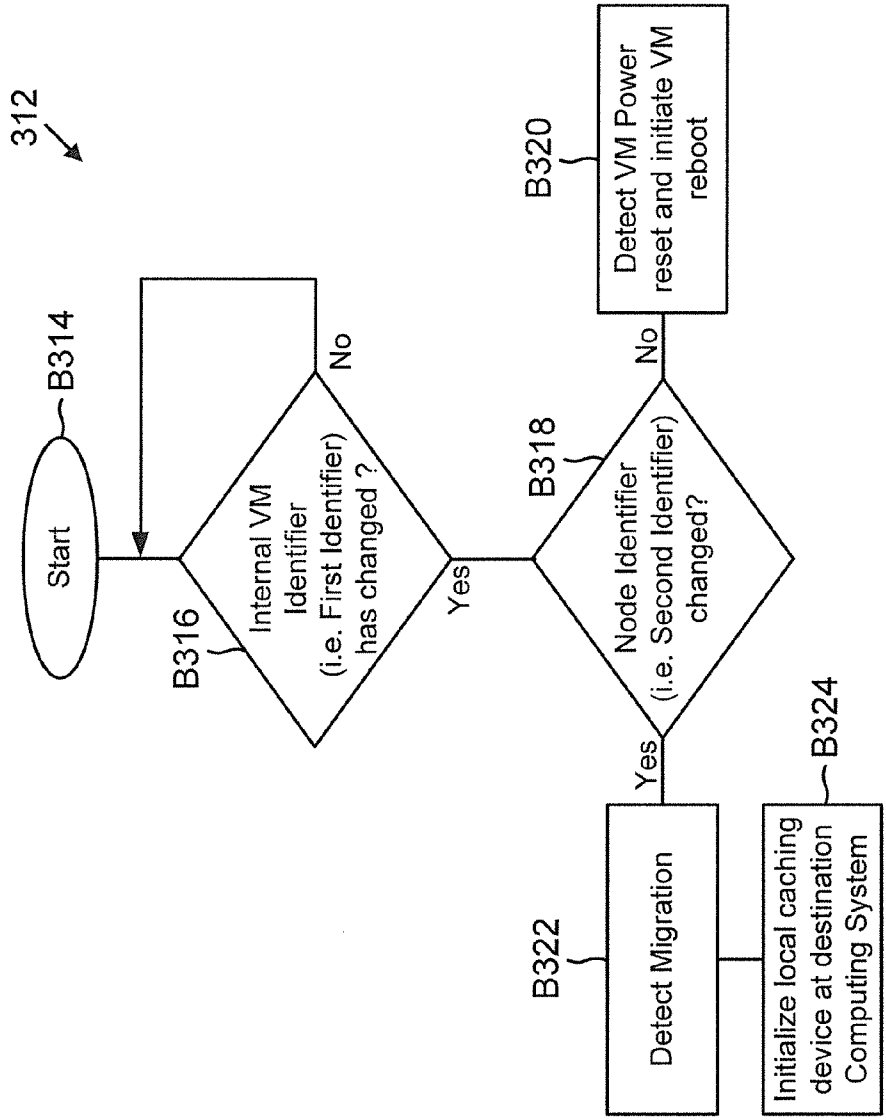 312
Start
B314
Internal VM
Identifier
(i.e. First Identifier)
has changed ?
B316
No
Yes
Node Identifier
(i.e. Second Identifier)
changed?
B318
No
Detect VM Power
reset and initiate VM
reboot
B320
Yes
Detect Migration
B322
Initialize local caching
device at destination
Computing System
B324